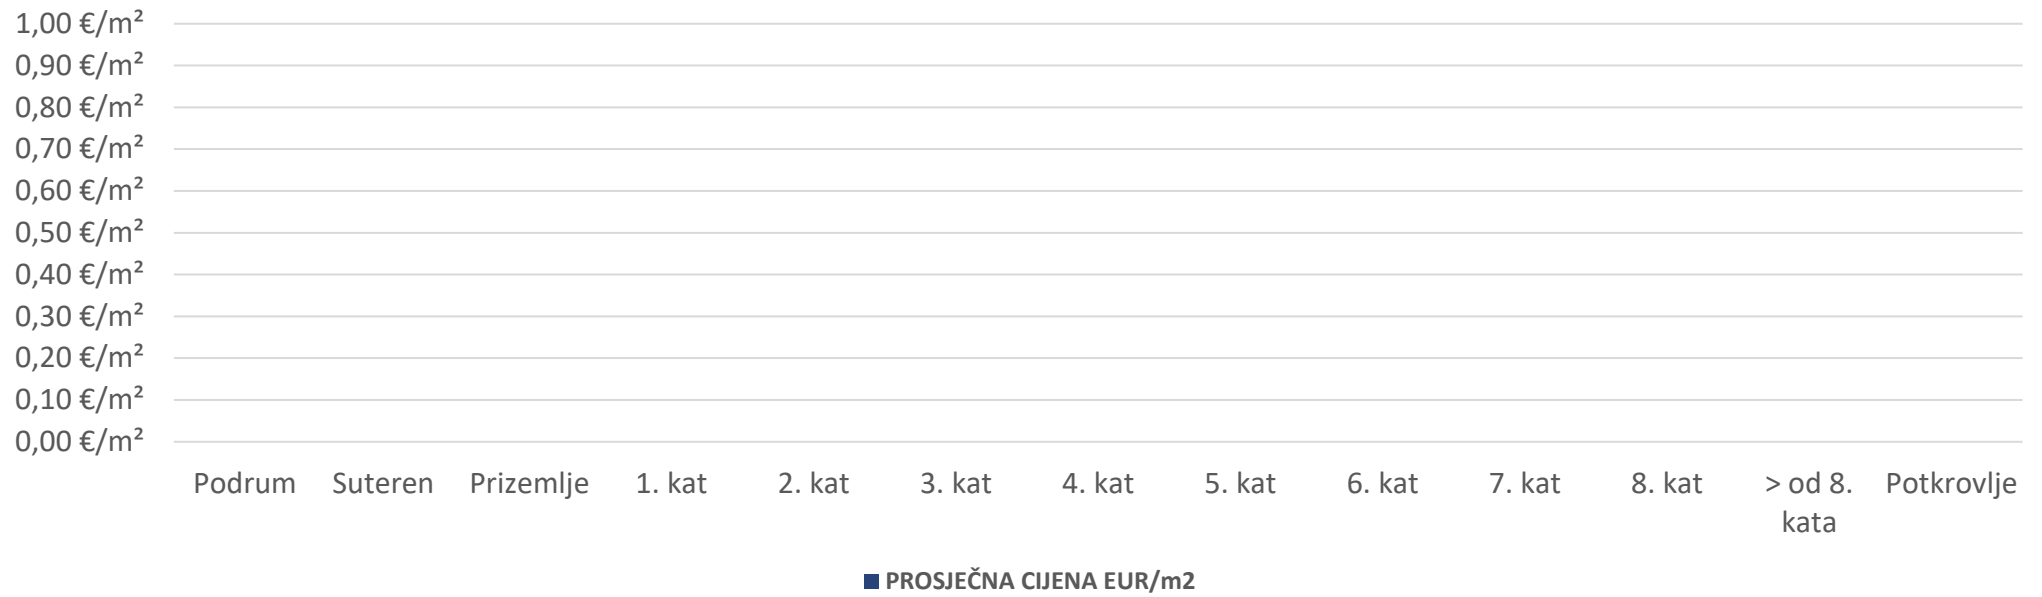 1,00 €/m²
0,90 €/m²
0,80 €/m²
0,70 €/m²
0,60 €/m²
0,50 €/m²
0,40 €/m²
0,30 €/m²
0,20 €/m²
0,10 €/m²
0,00 €/m²
Podrum Suteren Prizemlje 1. kat 2. kat 3. kat 4. kat 5. kat 6. kat 7. kat 8. kat > od 8. Potkrovlje
kata
PROSJEČNA CIJENA EUR/m2